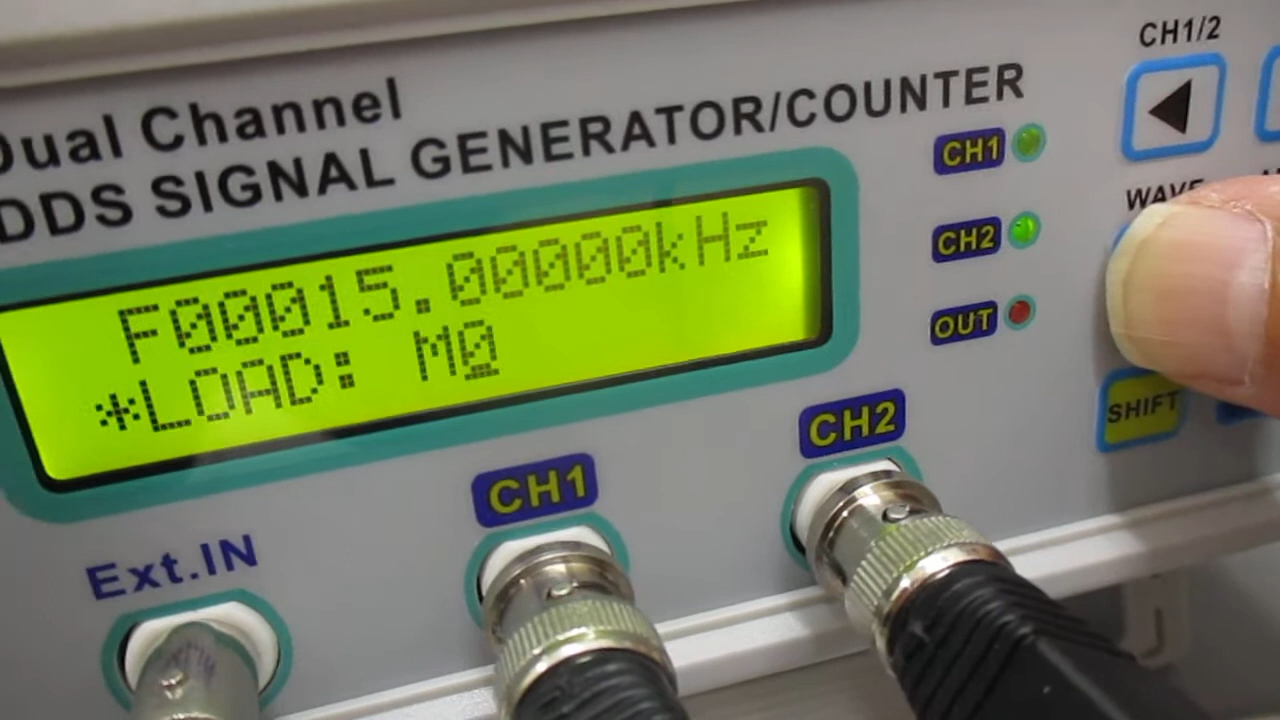 CH1/2
Dual Channel
DDS SIGNAL GENERATOR/COUNTER
CH1
WAVE
CH2
F00015.00000kHz
OUT
*LOAD: M0
SHIFT
CH2
CH1
Ext.IN